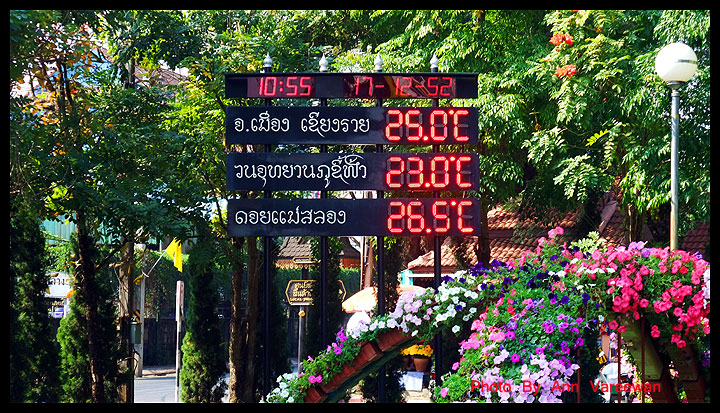 10:55 17-12-52
อ.เมือง เชียงราย 25.0°C
วนอุทยานภูชี้ฟ้า 23.0°C
ดอยแม่สลอง 26.5°C
Photo By Ann Vareewan